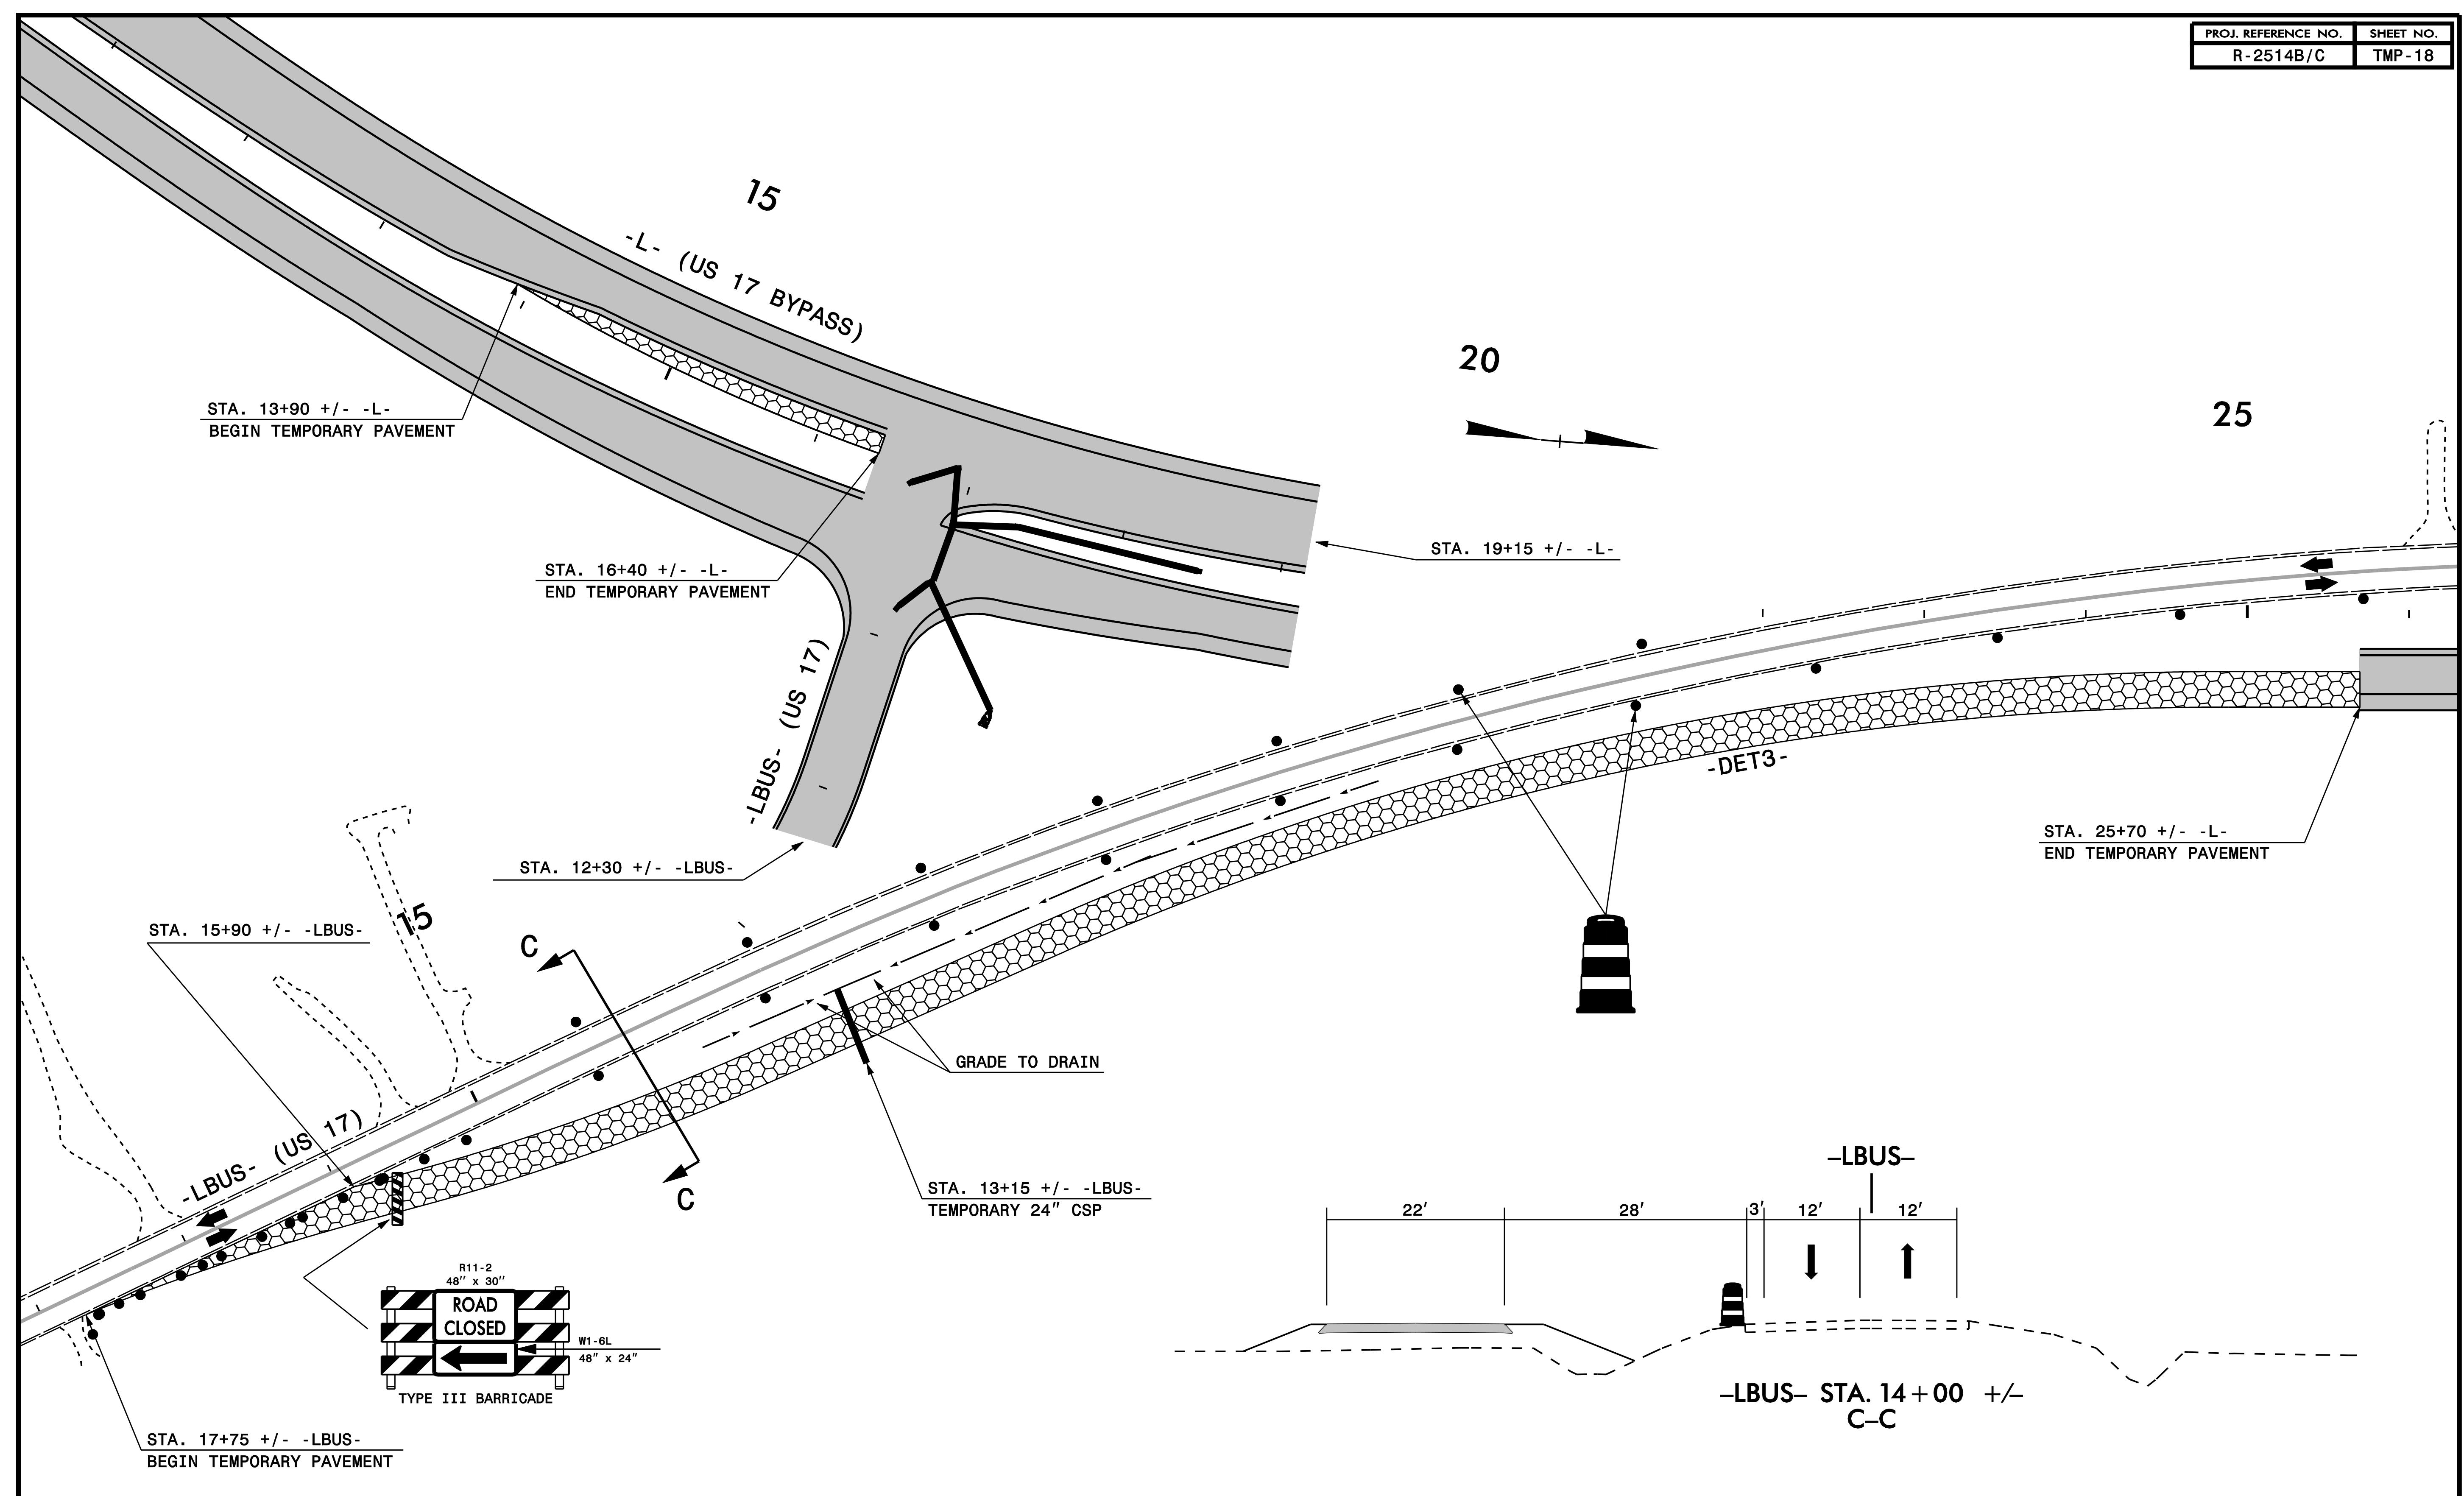 PROJ. REFERENCE NO. SHEET NO.
R-2514B/C TMP-18
15
-L- (US 17 BYPASS)
20
25
STA. 13+90 +/- -L-
BEGIN TEMPORARY PAVEMENT
STA. 16+40 +/- -L-
END TEMPORARY PAVEMENT
STA. 19+15 +/- -L-
-LBUS- (US 17)
-DET3-
STA. 12+30 +/- -LBUS-
STA. 25+70 +/- -L-
END TEMPORARY PAVEMENT
STA. 15+90 +/- -LBUS-
15
C
GRADE TO DRAIN
-LBUS- (US 17)
C
STA. 13+15 +/- -LBUS-
TEMPORARY 24" CSP
R11-2
48" x 30"
ROAD
CLOSED
W1-6L
48" x 24"
TYPE III BARRICADE
STA. 17+75 +/- -LBUS-
BEGIN TEMPORARY PAVEMENT
–LBUS–
22' 28' 3' 12' 12'
–LBUS– STA. 14+00 +/–
C–C